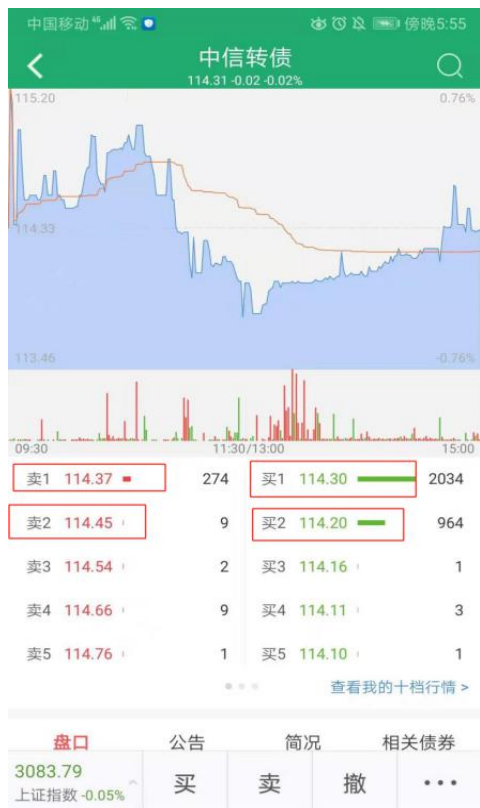 中国移动 46 傍晚5:55
中信转债
114.31 -0.02 -0.02%
115.20 0.76%
114.33
113.46 -0.76%
09:30 11:30/13:00 15:00
卖1 114.37 274 买1 114.30 2034
卖2 114.45 9 买2 114.20 964
卖3 114.54 2 买3 114.16 1
卖4 114.66 9 买4 114.11 3
卖5 114.76 1 买5 114.10 1
查看我的十档行情 >
盘口 公告 简况 相关债券
3083.79
上证指数 -0.05%
买 卖 撤 •••